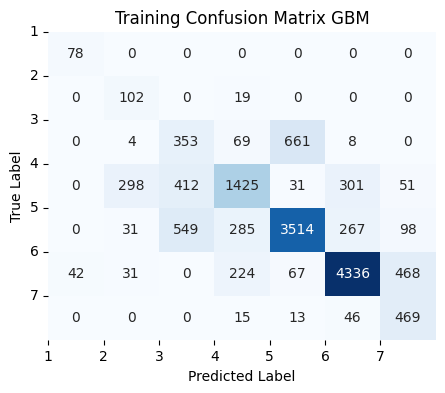 Training Confusion Matrix GBM
1
78 0 0 0 0 0 0
2
0 102 0 19 0 0 0
3
0 4 353 69 661 8 0
4
0 298 412 1425 31 301 51
5
0 31 549 285 3514 267 98
6
42 31 0 224 67 4336 468
7
0 0 0 15 13 46 469
1 2 3 4 5 6 7
True Label
Predicted Label